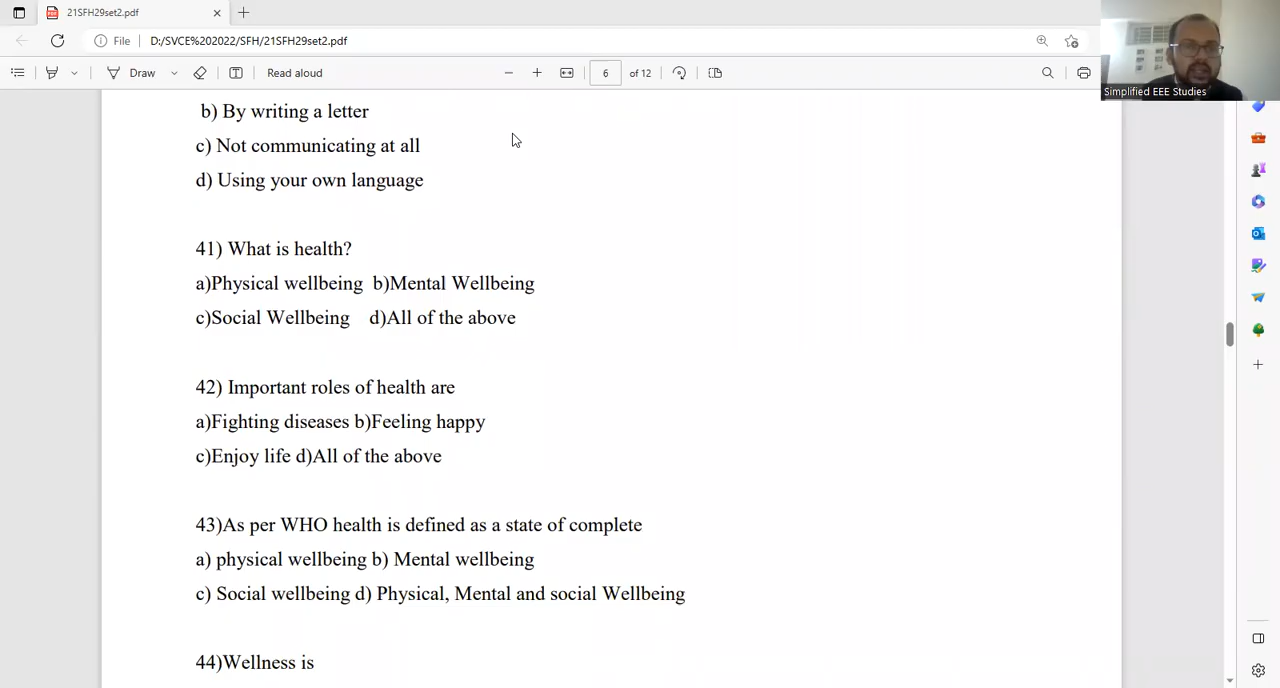 21SFH29set2.pdf
File
D:/SVCE%202022/SFH/21SFH29set2.pdf
Draw
Read aloud
6
of 12
Simplified EEE Studies
b) By writing a letter
c) Not communicating at all
d) Using your own language
41) What is health?
a)Physical wellbeing b)Mental Wellbeing
c)Social Wellbeing d)All of the above
42) Important roles of health are
a)Fighting diseases b)Feeling happy
c)Enjoy life d)All of the above
43)As per WHO health is defined as a state of complete
a) physical wellbeing b) Mental wellbeing
c) Social wellbeing d) Physical, Mental and social Wellbeing
44)Wellness is